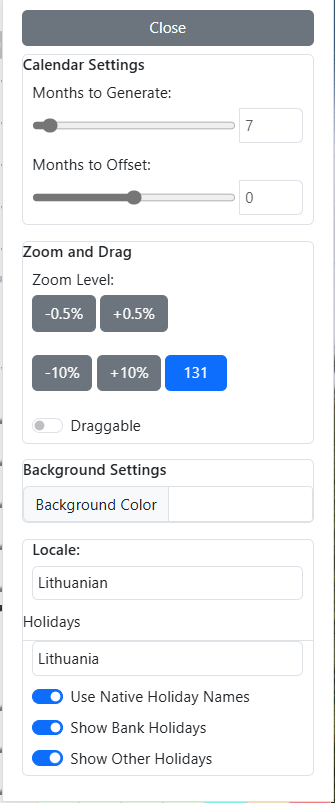 Close
Calendar Settings
Months to Generate:
7
Months to Offset:
0
Zoom and Drag
Zoom Level:
-0.5% +0.5%
-10% +10% 131
Draggable
Background Settings
Background Color
Locale:
Lithuanian
Holidays
Lithuania
Use Native Holiday Names
Show Bank Holidays
Show Other Holidays